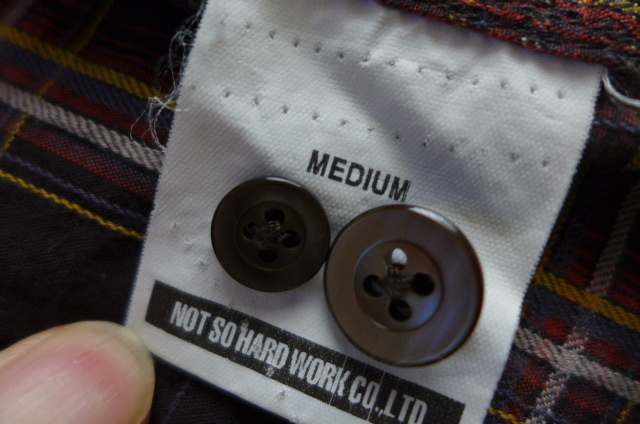 MEDIUM
NOT SO HARD WORK CO.,LTD